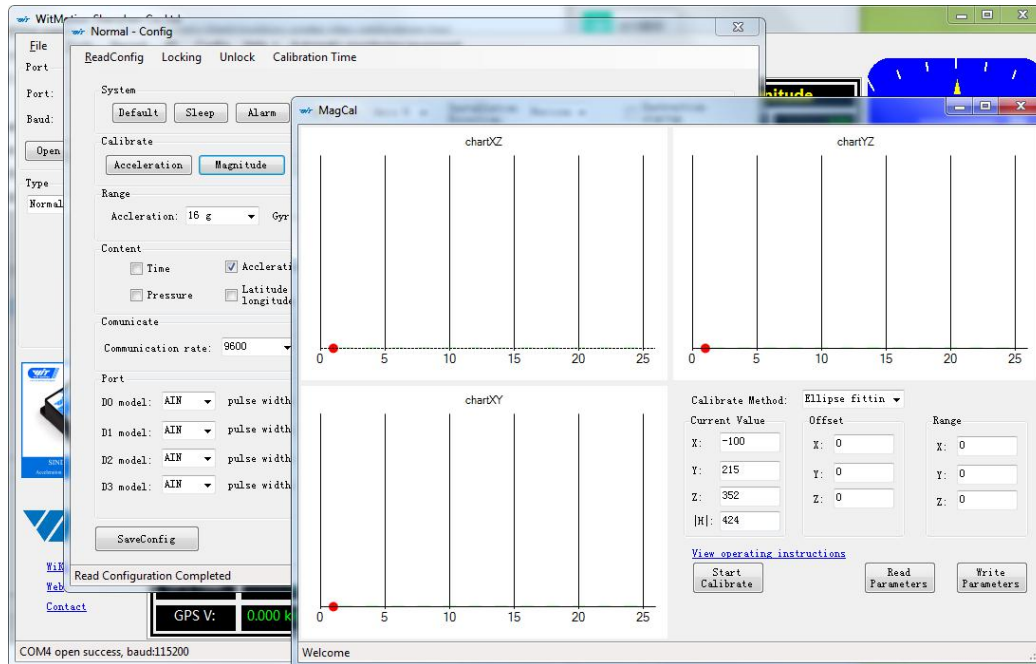 WitMotion
Normal - Config
File
ReadConfig Locking Unlock Calibration Time
Port
Port:
Baud:
Open
Type
Normal
System
Default Sleep Alarm
Calibrate
Acceleration Magnitude
Range
Accleration: 16 g Gyr
Content
Time Acclerati
Pressure Latitude
longitude
Comunicate
Communication rate: 9600
Port
D0 model: AIN pulse width
D1 model: AIN pulse width
D2 model: AIN pulse width
D3 model: AIN pulse width
SaveConfig
Read Configuration Completed
Contact
GPS V: 0.000 k
COM4 open success, baud:115200
MagCal
chartXZ
0 5 10 15 20 25
chartYZ
0 5 10 15 20 25
chartXY
0 5 10 15 20 25
Calibrate Method: Ellipse fittin
Current Value Offset Range
X: -100 X: 0 X: 0
Y: 215 Y: 0 Y: 0
Z: 352 Z: 0 Z: 0
|H|: 424
View operating instructions
Start
Calibrate
Read
Parameters
Write
Parameters
Welcome